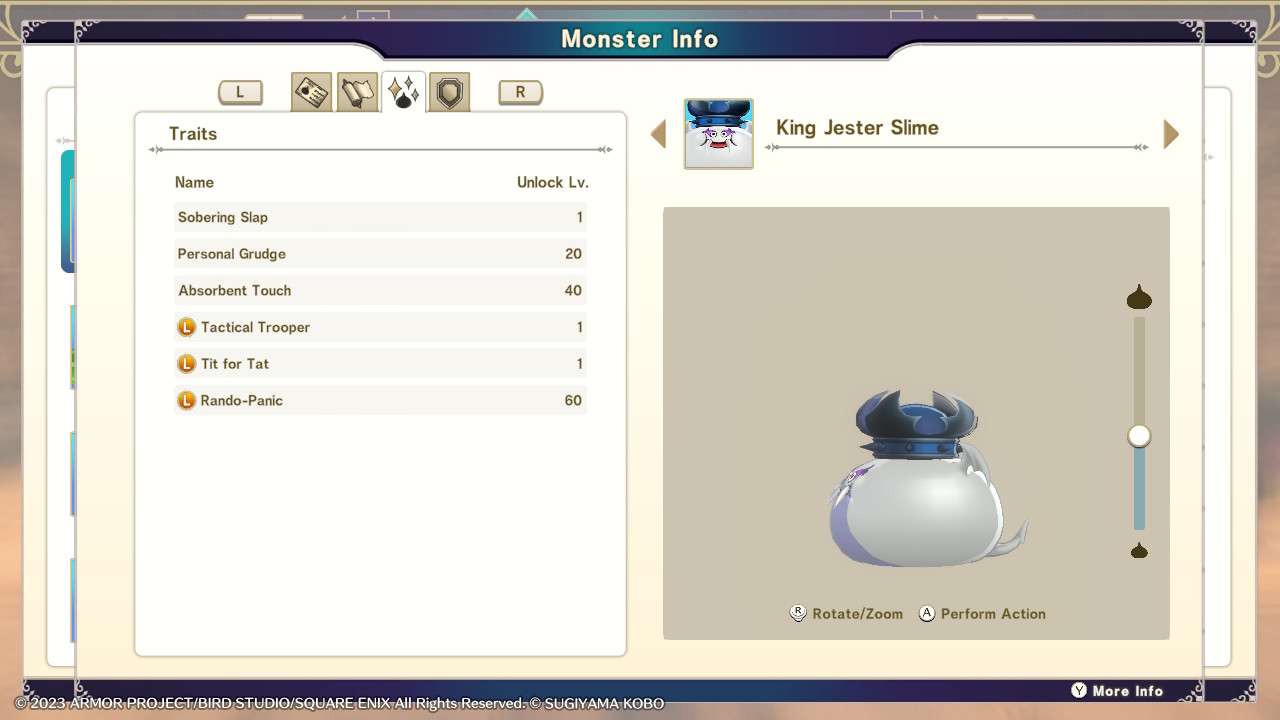 Monster Info
L
R
Traits
King Jester Slime
Name Unlock Lv.
Sobering Slap 1
Personal Grudge 20
Absorbent Touch 40
L Tactical Trooper 1
L Tit for Tat 1
L Rando-Panic 60
R Rotate/Zoom A Perform Action
Y More Info
© 2023 ARMOR PROJECT/BIRD STUDIO/SQUARE ENIX All Rights Reserved. © SUGIYAMA KOBO